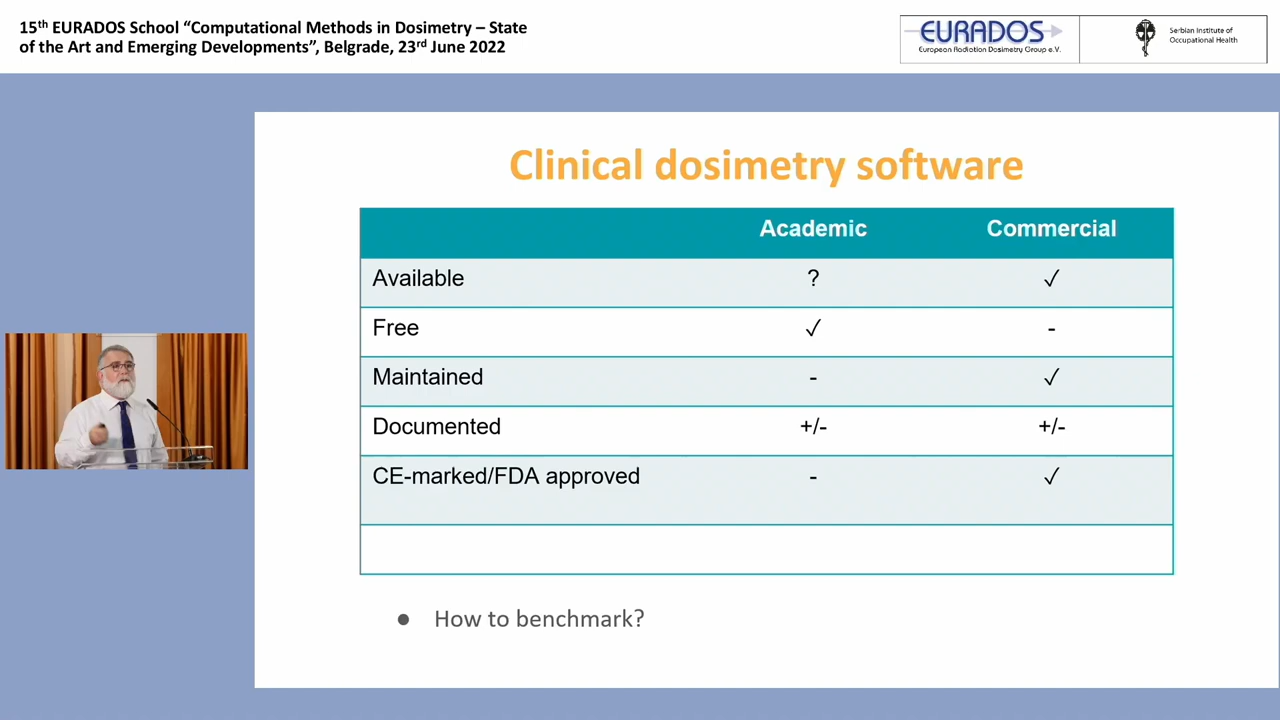 15th EURADOS School “Computational Methods in Dosimetry – State
of the Art and Emerging Developments”, Belgrade, 23rd June 2022
EURADOS
European Radiation Dosimetry Group e.V.
Serbian Institute of
Occupational Health
Clinical dosimetry software
Academic Commercial
Available ? ✓
Free ✓ -
Maintained - ✓
Documented +/- +/-
CE-marked/FDA approved - ✓
● How to benchmark?